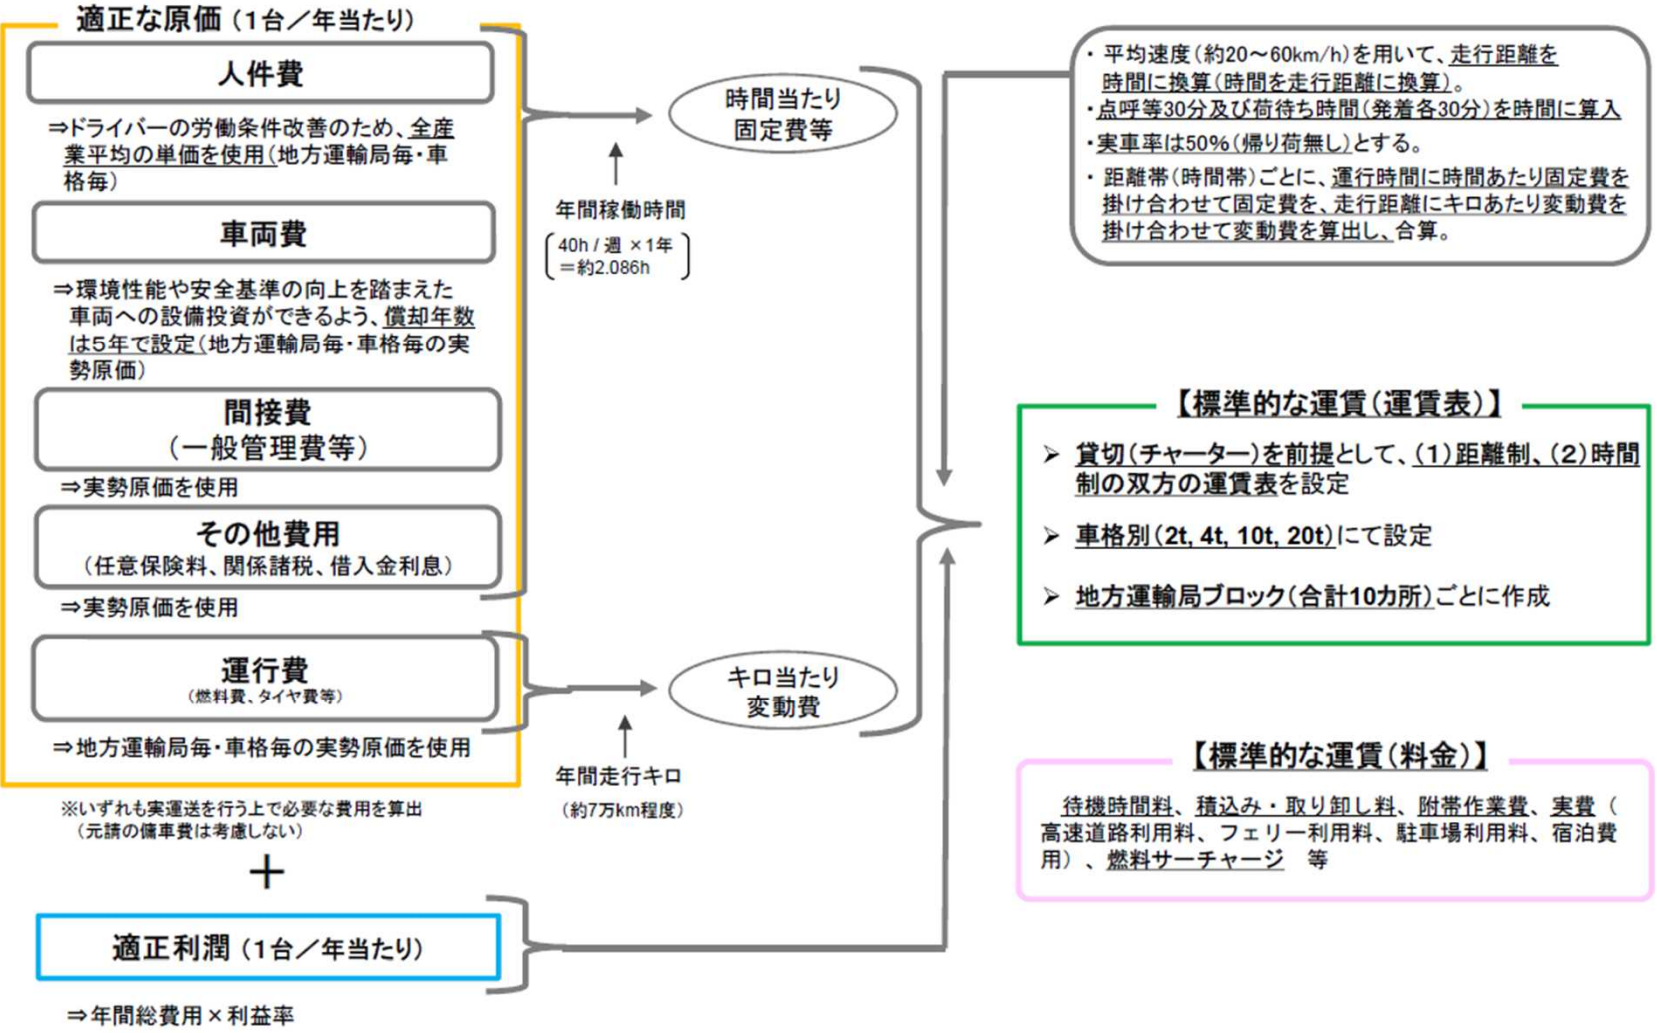 適正な原価（１台／年当たり）
人件費
⇒ドライバーの労働条件改善のため、全産
業平均の単価を使用（地方運輸局毎・車
格毎）
車両費
⇒環境性能や安全基準の向上を踏まえた
車両への設備投資ができるよう、償却年数
は５年で設定（地方運輸局毎・車格毎の実
勢原価）
間接費
（一般管理費等）
⇒実勢原価を使用
その他費用
（任意保険料、関係諸税、借入金利息）
⇒実勢原価を使用
運行費
（燃料費、タイヤ費等）
⇒地方運輸局毎・車格毎の実勢原価を使用
※いずれも実運送を行う上で必要な費用を算出
（元請の傭車費は考慮しない）
＋
適正利潤（１台／年当たり）
⇒年間総費用×利益率
時間当たり
固定費等
年間稼働時間
40h / 週 ×1年
＝約2.086h
キロ当たり
変動費
年間走行キロ
（約7万km程度）
・ 平均速度（約20～60km/h）を用いて、走行距離を
時間に換算（時間を走行距離に換算）。
・点呼等30分及び荷待ち時間（発着各30分）を時間に算入
・実車率は50%（帰り荷無し）とする。
・ 距離帯（時間帯）ごとに、運行時間に時間あたり固定費を
掛け合わせて固定費を、走行距離にキロあたり変動費を
掛け合わせて変動費を算出し、合算。
【標準的な運賃（運賃表）】
➢ 貸切（チャーター）を前提として、（１）距離制、（２）時間
制の双方の運賃表を設定
➢ 車格別（2t, 4t, 10t, 20t）にて設定
➢ 地方運輸局ブロック（合計10カ所）ごとに作成
【標準的な運賃（料金）】
待機時間料、積込み・取り卸し料、附帯作業費、実費（
高速道路利用料、フェリー利用料、駐車場利用料、宿泊費
用）、燃料サーチャージ　等